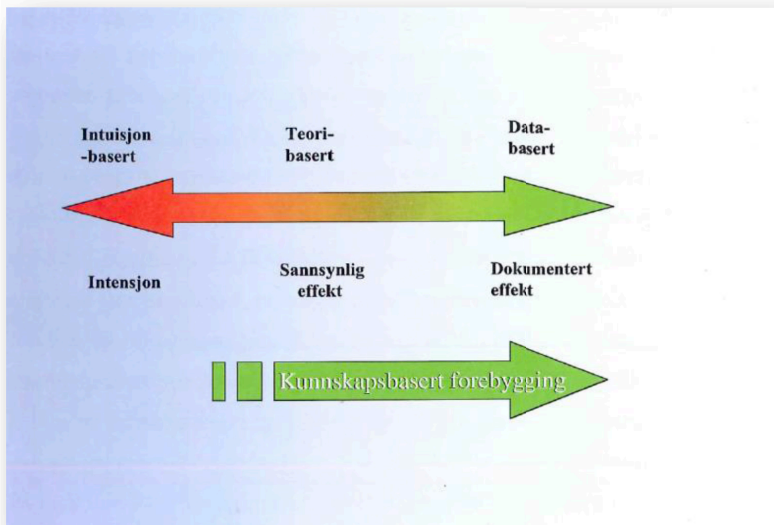 Intuisjon
-basert
Teori-
basert
Data-
basert
Intensjon
Sannsynlig
effekt
Dokumentert
effekt
Kunnskapsbasert forebygging